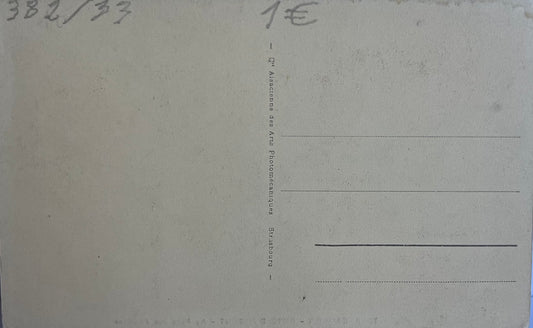 382/33
1€
— Cie Alsacienne des Arts Photomécaniques Strasbourg —